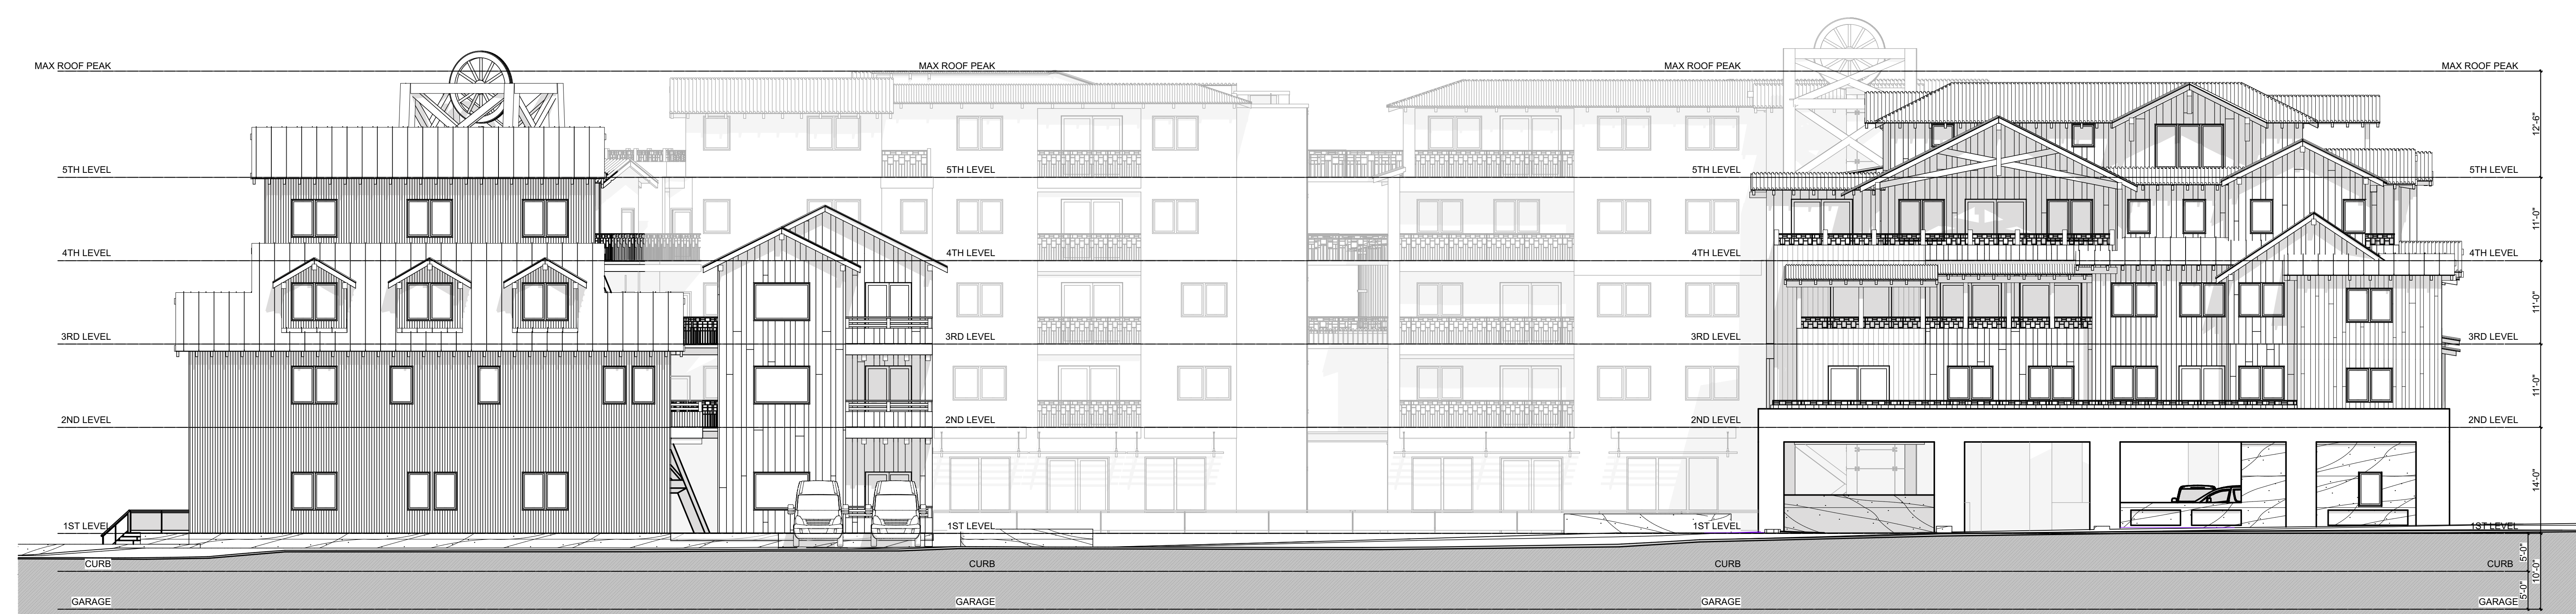 MAX ROOF PEAK MAX ROOF PEAK MAX ROOF PEAK MAX ROOF PEAK
12'-6"
5TH LEVEL 5TH LEVEL 5TH LEVEL 5TH LEVEL
11'-0"
4TH LEVEL 4TH LEVEL 4TH LEVEL 4TH LEVEL
11'-0"
3RD LEVEL 3RD LEVEL 3RD LEVEL 3RD LEVEL
11'-0"
2ND LEVEL 2ND LEVEL 2ND LEVEL 2ND LEVEL
14'-0"
1ST LEVEL 1ST LEVEL 1ST LEVEL 1ST LEVEL
5'-0"
CURB CURB CURB CURB
10'-0"
5'-0"
GARAGE GARAGE GARAGE GARAGE